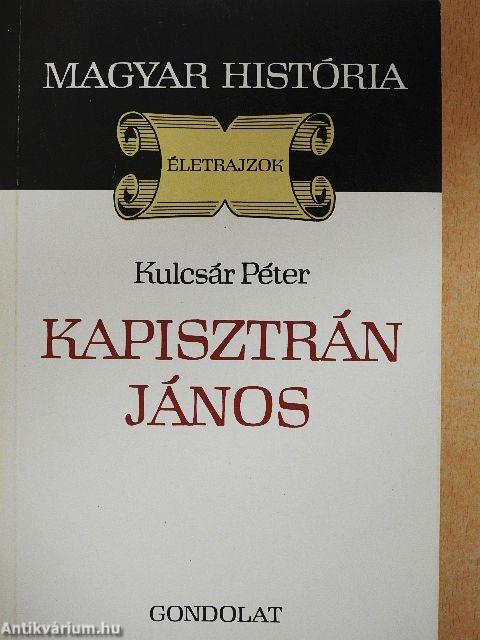 MAGYAR HISTÓRIA
ÉLETRAJZOK
Kulcsár Péter
KAPISZTRÁN
JÁNOS
GONDOLAT
Antikvárium.hu